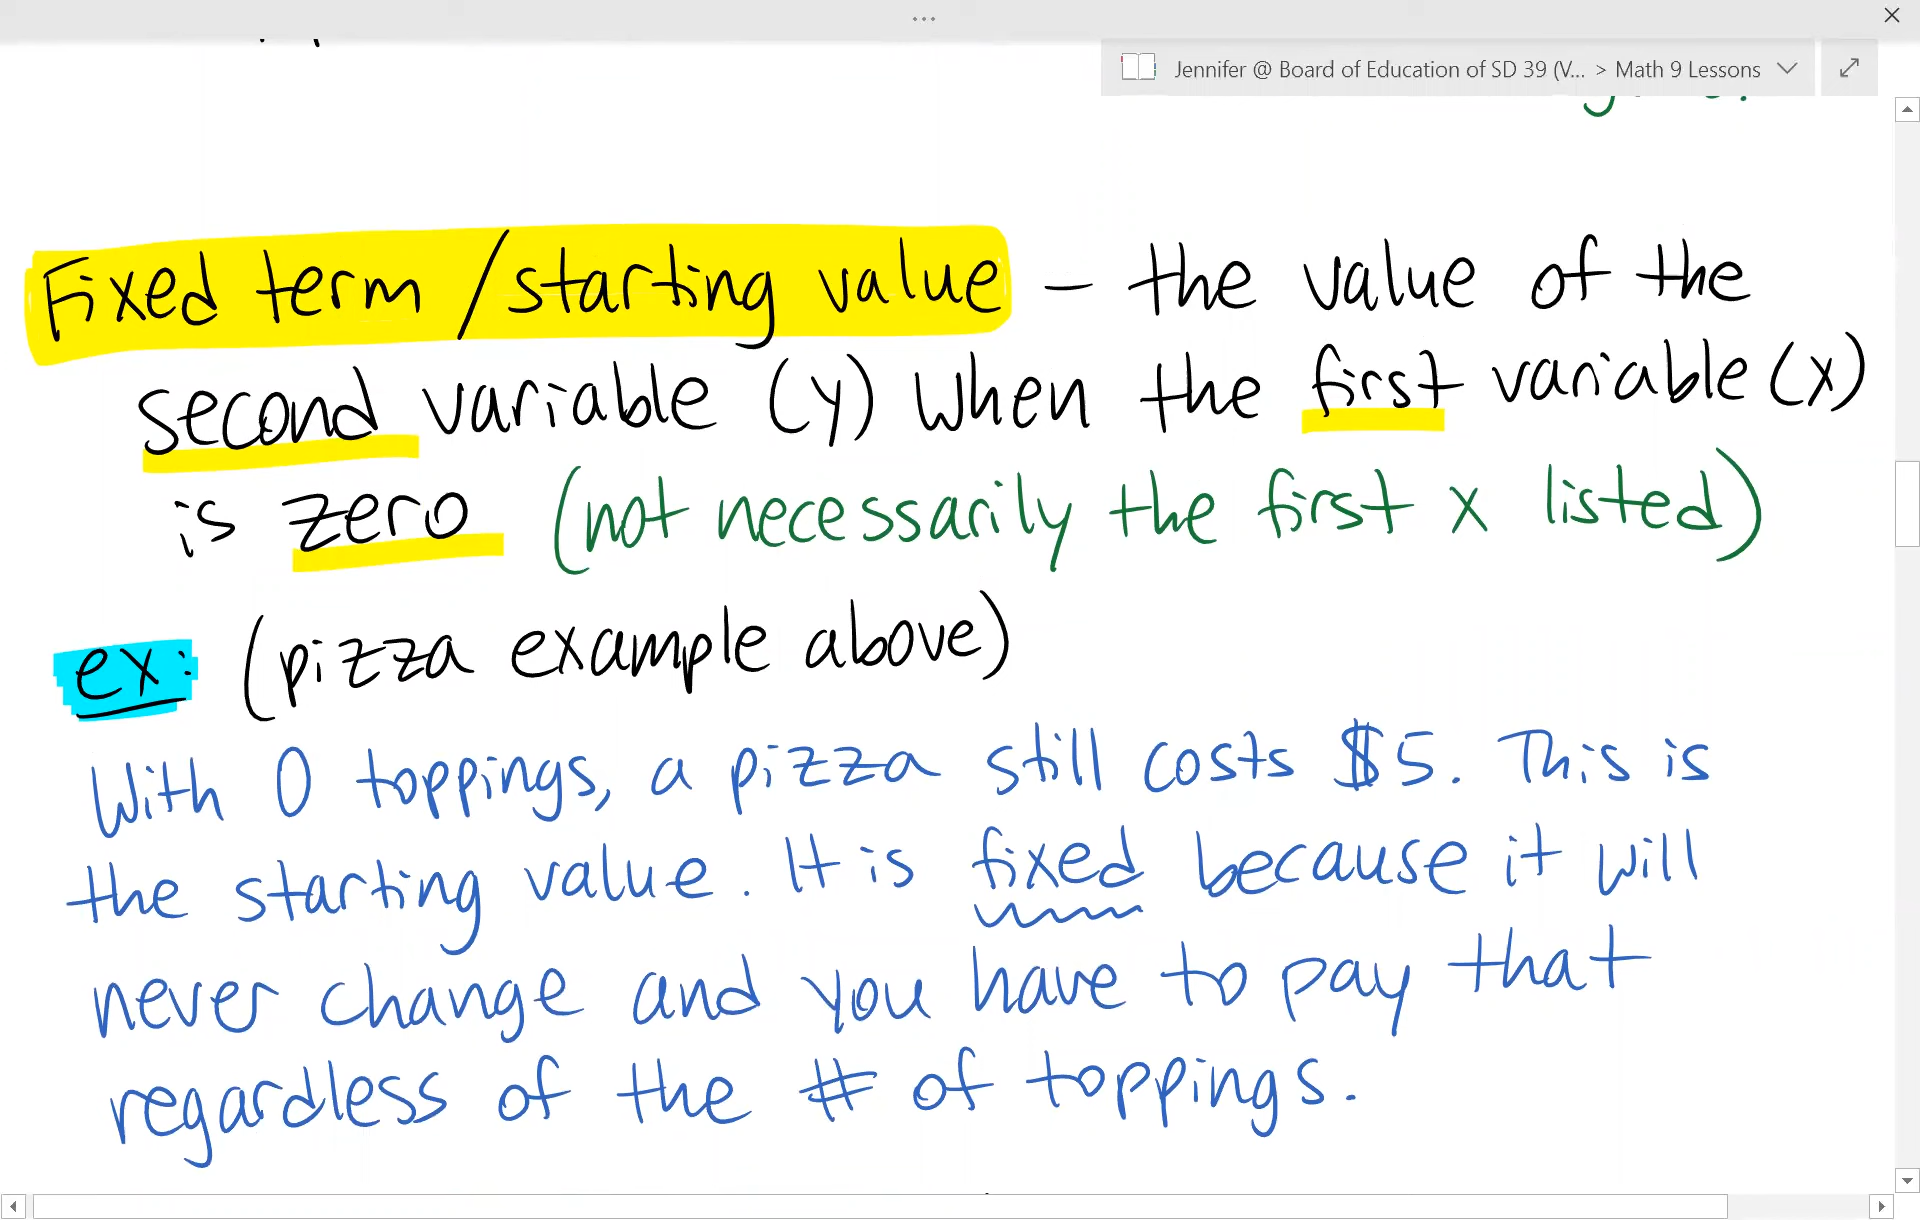 Jennifer @ Board of Education of SD 39 (V... > Math 9 Lessons
Fixed term / starting value – the value of the
second variable (y) when the first variable (x)
is zero (not necessarily the first x listed)
ex: (pizza example above)
With 0 toppings, a pizza still costs $5. This is
the starting value. It is fixed because it will
never change and you have to pay that
regardless of the # of toppings.